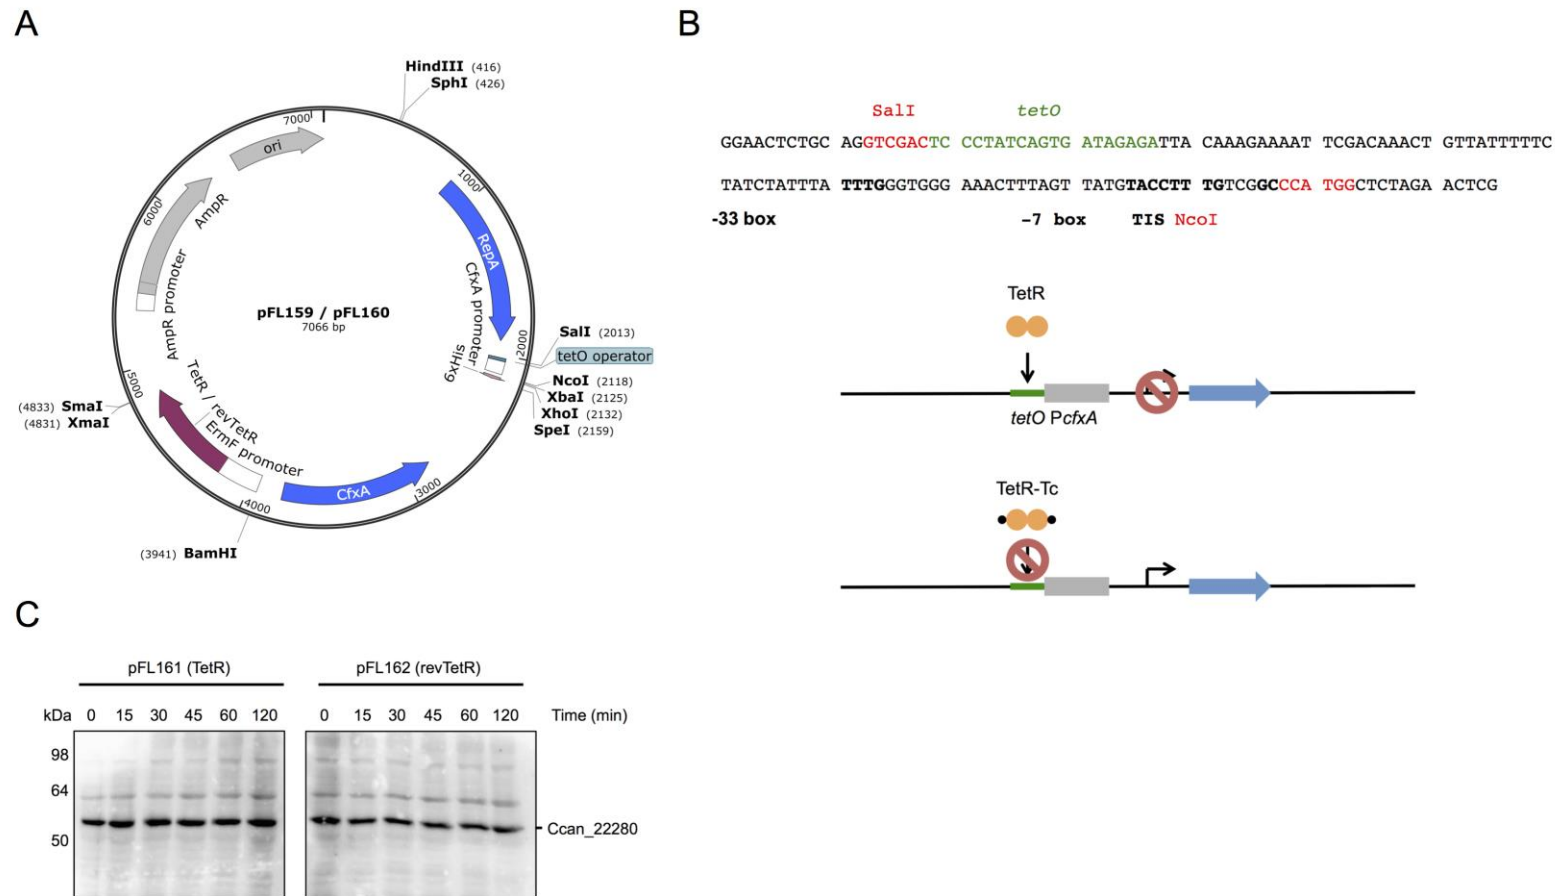 A
HindIII (416)
SphI (426)
7000
ori
1000
6000
AmpR
RepA
AmpR promoter
CfxA promoter
pFL159 / pFL160
7066 bp
SalI (2013)
2000
tetO operator
6xHis
NcoI (2118)
XbaI (2125)
XhoI (2132)
SpeI (2159)
5000
(4833) SmaI
(4831) XmaI
TetR / revTetR
ErmF promoter
CfxA
3000
4000
(3941) BamHI
B
SalI tetO
GGAACTCTGC AGGTCGACTC CCTATCAGTG ATAGAGATTA CAAAGAAAAT TCGACAAACT GTTATTTTTC
TATCTATTTA TTTGGGTGGG AAACTTTAGT TATGTACCTT TGTCGGCCCA TGGCTCTAGA ACTCG
-33 box –7 box TIS NcoI
TetR
tetO PcfxA
TetR-Tc
C
pFL161 (TetR) pFL162 (revTetR)
kDa 0 15 30 45 60 120 0 15 30 45 60 120 Time (min)
98
64
50
Ccan_22280